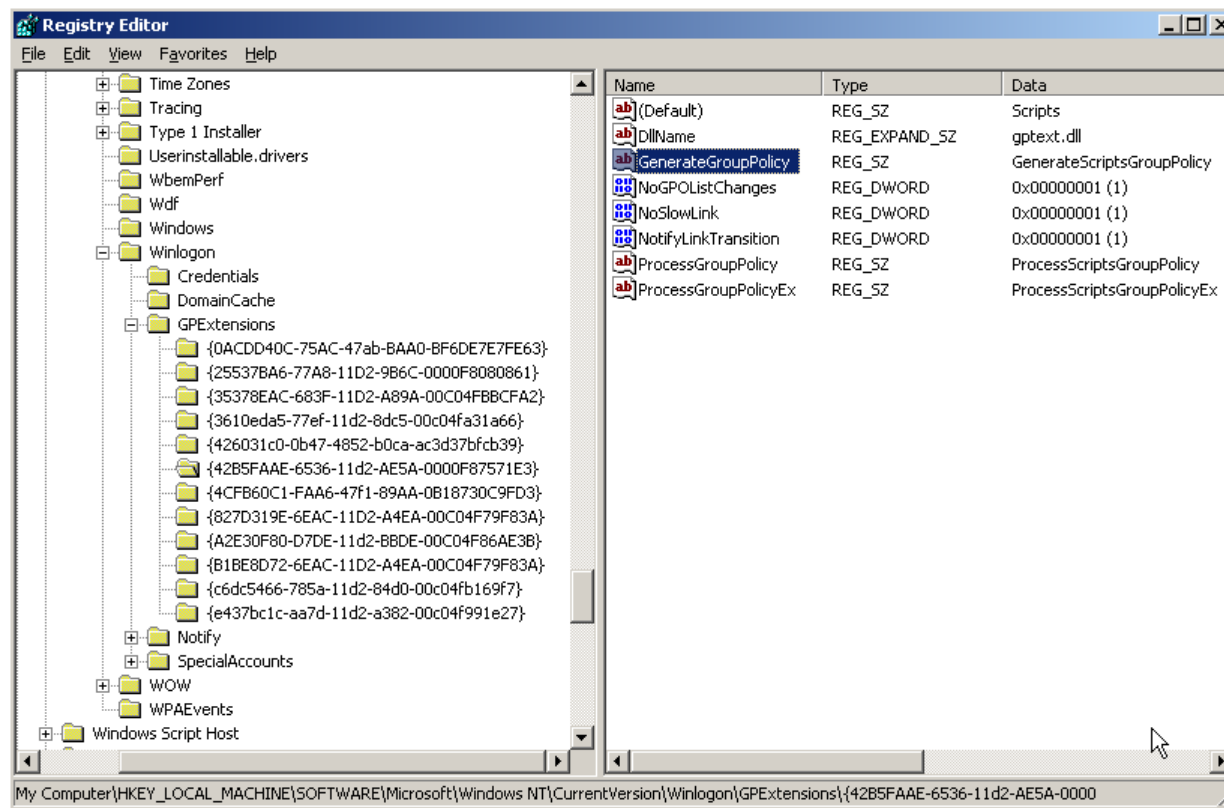 Registry Editor
File Edit View Favorites Help
Time Zones
Tracing
Type 1 Installer
Userinstallable.drivers
WbemPerf
Wdf
Windows
Winlogon
Credentials
DomainCache
GPExtensions
{0ACDD40C-75AC-47ab-BAA0-BF6DE7E7FE63}
{25537BA6-77A8-11D2-9B6C-0000F8080861}
{35378EAC-683F-11D2-A89A-00C04FBBCFA2}
{3610eda5-77ef-11d2-8dc5-00c04fa31a66}
{426031c0-0b47-4852-b0ca-ac3d37bfcb39}
{42B5FAAE-6536-11d2-AE5A-0000F87571E3}
{4CFB60C1-FAA6-47f1-89AA-0B18730C9FD3}
{827D319E-6EAC-11D2-A4EA-00C04F79F83A}
{A2E30F80-D7DE-11d2-BBDE-00C04F86AE3B}
{B1BE8D72-6EAC-11D2-A4EA-00C04F79F83A}
{c6dc5466-785a-11d2-84d0-00c04fb169f7}
{e437bc1c-aa7d-11d2-a382-00c04f991e27}
Notify
SpecialAccounts
WOW
WPAEvents
Windows Script Host
Name Type Data
(Default) REG_SZ Scripts
DllName REG_EXPAND_SZ gptext.dll
GenerateGroupPolicy REG_SZ GenerateScriptsGroupPolicy
NoGPOListChanges REG_DWORD 0x00000001 (1)
NoSlowLink REG_DWORD 0x00000001 (1)
NotifyLinkTransition REG_DWORD 0x00000001 (1)
ProcessGroupPolicy REG_SZ ProcessScriptsGroupPolicy
ProcessGroupPolicyEx REG_SZ ProcessScriptsGroupPolicyEx
My Computer\HKEY_LOCAL_MACHINE\SOFTWARE\Microsoft\Windows NT\CurrentVersion\Winlogon\GPExtensions\{42B5FAAE-6536-11d2-AE5A-0000